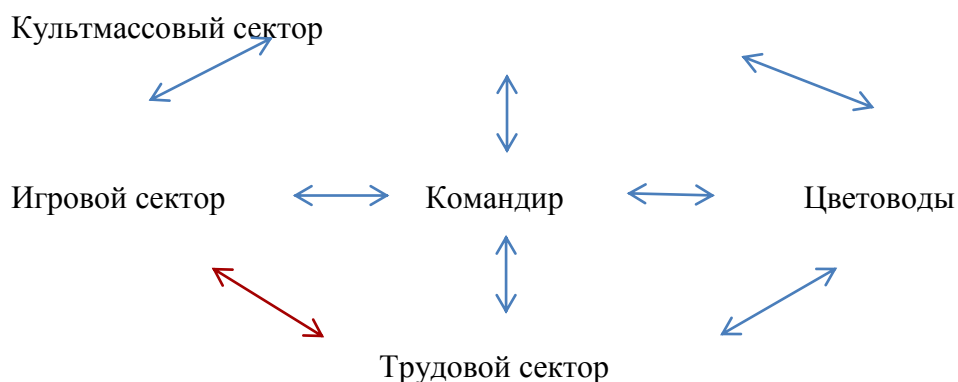 Культмассовый сектор
Игровой сектор Командир Цветоводы
Трудовой сектор